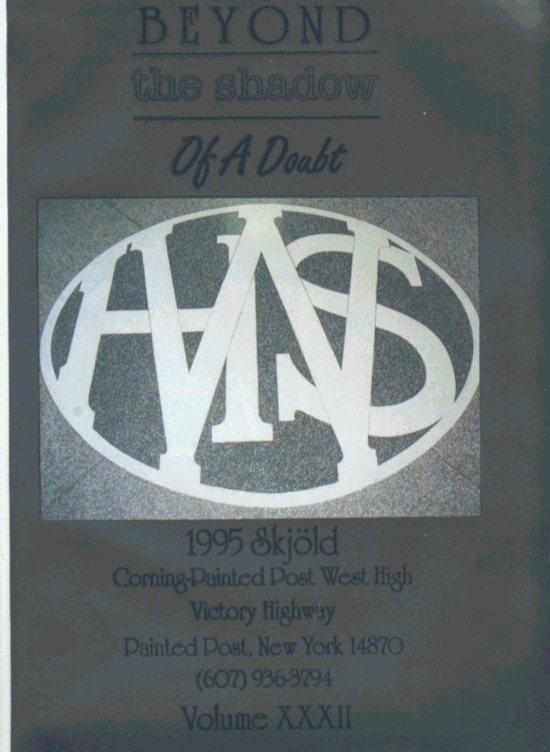 BEYOND
the shadow
Of A Doubt
WHS
1995 Skjöld
Corning-Painted Post West High
Victory Highway
Painted Post, New York 14870
(607) 936-3794
Volume XXXII